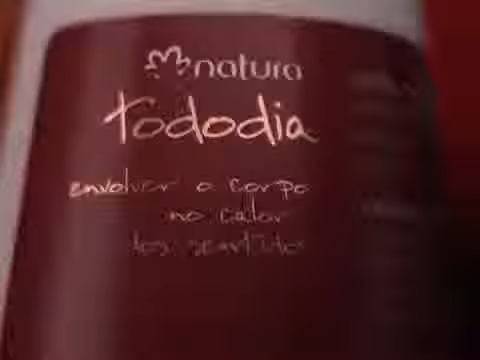 natura
tododia
envolver o corpo
no calor
dos sentidos